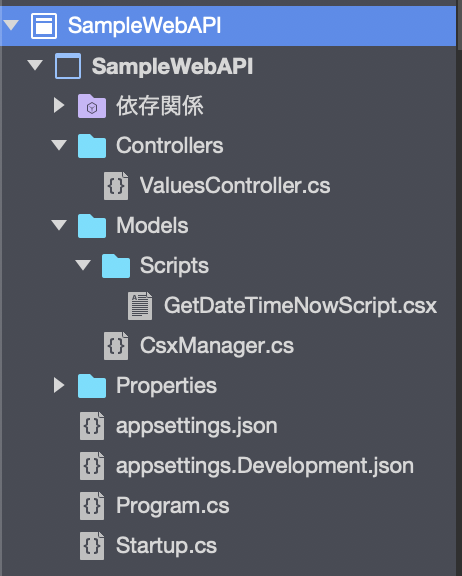 SampleWebAPI
SampleWebAPI
依存関係
Controllers
ValuesController.cs
Models
Scripts
GetDateTimeNowScript.csx
CsxManager.cs
Properties
appsettings.json
appsettings.Development.json
Program.cs
Startup.cs